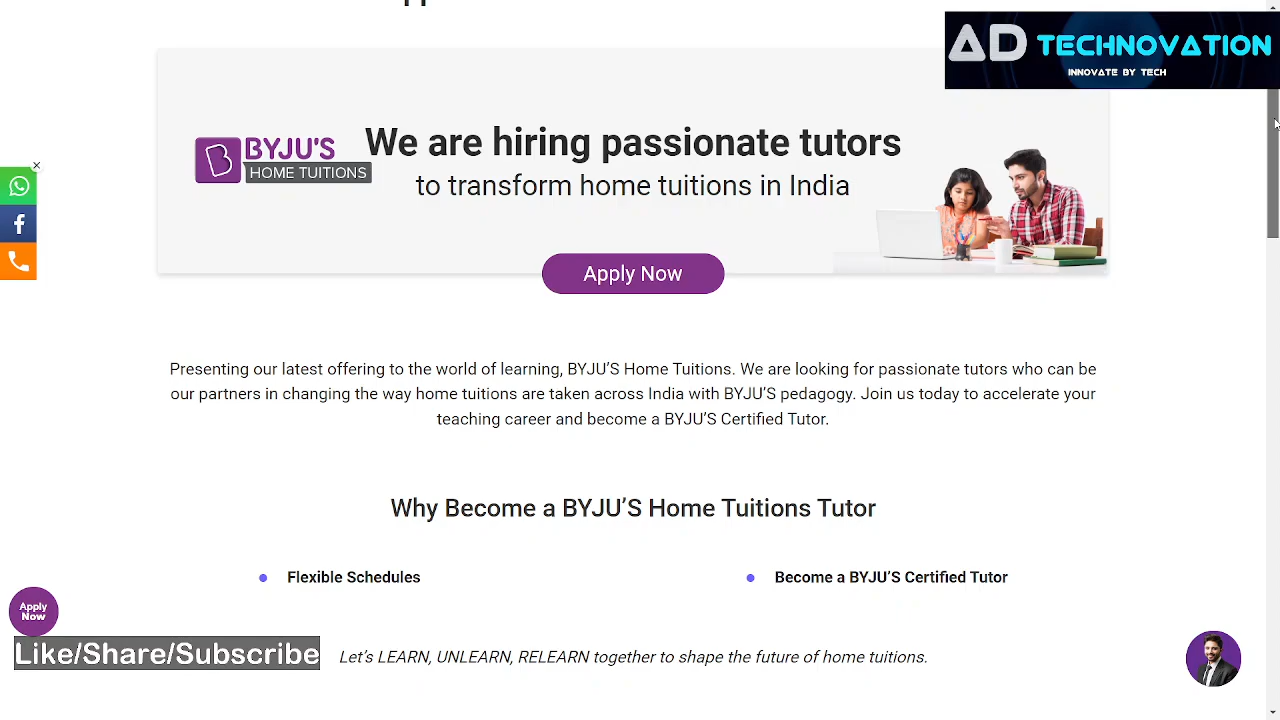 AD TECHNOVATION
INNOVATE BY TECH
BYJU'S
HOME TUITIONS
We are hiring passionate tutors
to transform home tuitions in India
Apply Now
Presenting our latest offering to the world of learning, BYJU’S Home Tuitions. We are looking for passionate tutors who can be
our partners in changing the way home tuitions are taken across India with BYJU’S pedagogy. Join us today to accelerate your
teaching career and become a BYJU’S Certified Tutor.
Why Become a BYJU’S Home Tuitions Tutor
Flexible Schedules
Become a BYJU’S Certified Tutor
Apply
Now
Like/Share/Subscribe
Let’s LEARN, UNLEARN, RELEARN together to shape the future of home tuitions.